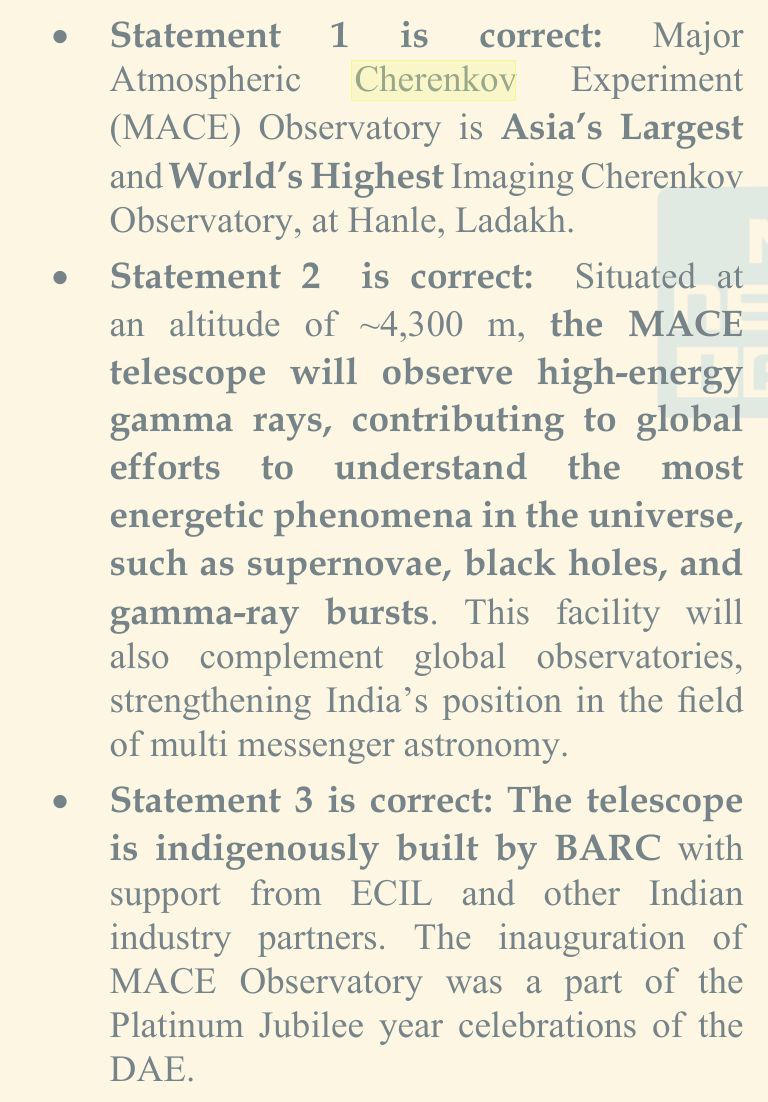 • Statement 1 is correct: Major
Atmospheric Cherenkov Experiment
(MACE) Observatory is Asia’s Largest
and World’s Highest Imaging Cherenkov
Observatory, at Hanle, Ladakh.
• Statement 2 is correct: Situated at
an altitude of ~4,300 m, the MACE
telescope will observe high-energy
gamma rays, contributing to global
efforts to understand the most
energetic phenomena in the universe,
such as supernovae, black holes, and
gamma-ray bursts. This facility will
also complement global observatories,
strengthening India’s position in the field
of multi messenger astronomy.
• Statement 3 is correct: The telescope
is indigenously built by BARC with
support from ECIL and other Indian
industry partners. The inauguration of
MACE Observatory was a part of the
Platinum Jubilee year celebrations of the
DAE.